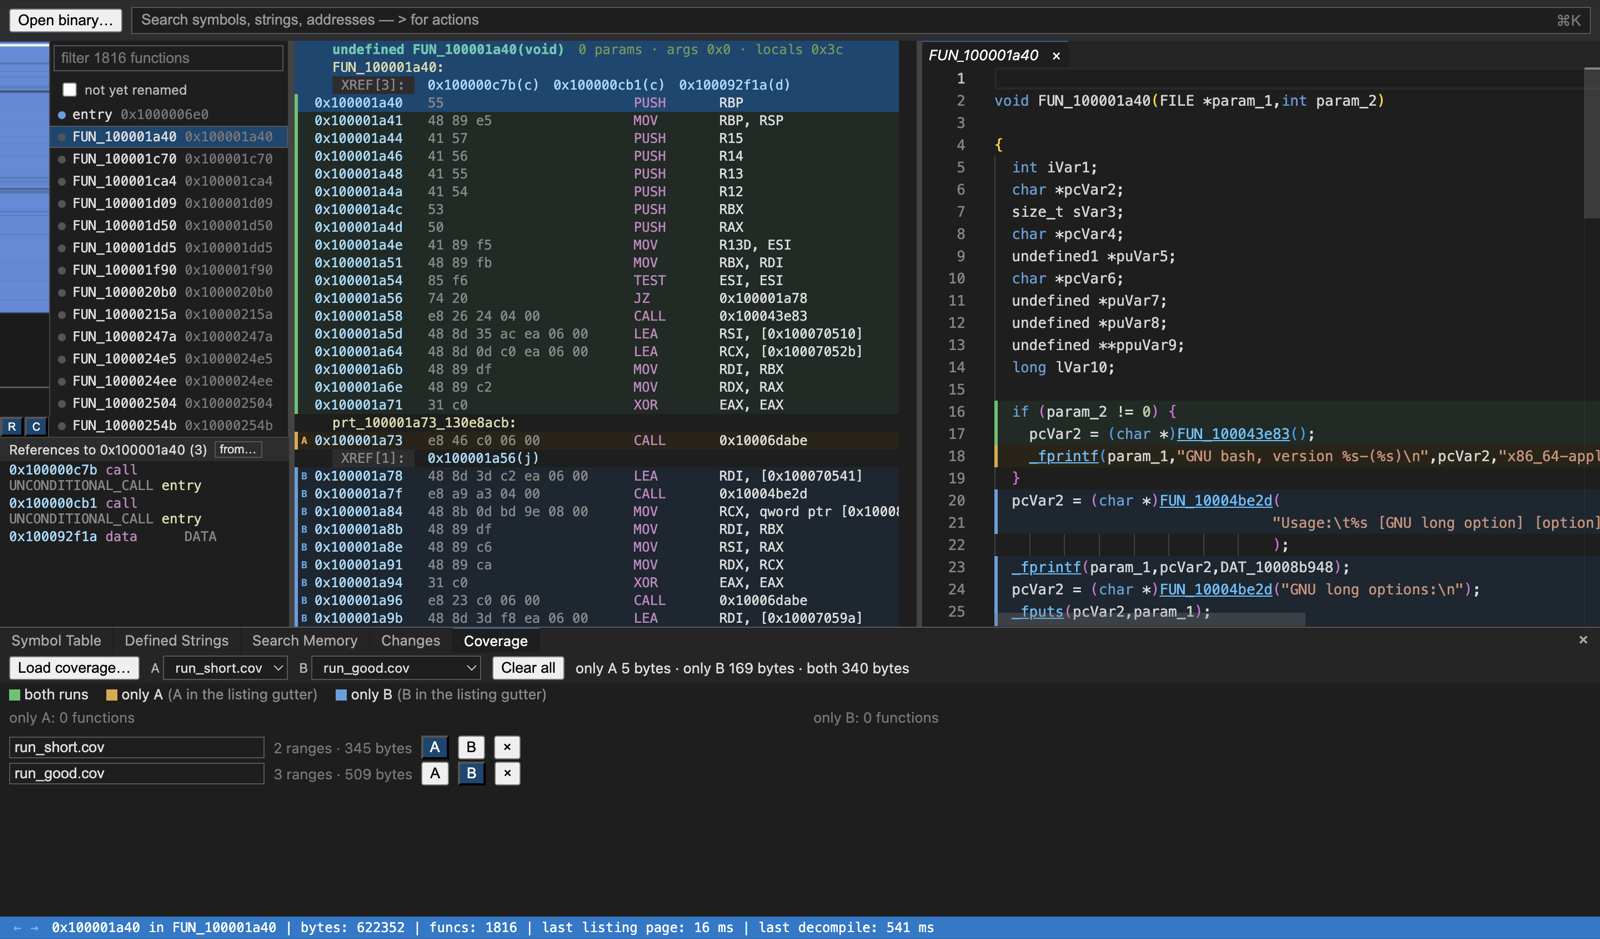 Open binary…
Search symbols, strings, addresses — > for actions
⌘K
filter 1816 functions
not yet renamed
entry 0x1000006e0
FUN_100001a40 0x100001a40
FUN_100001c70 0x100001c70
FUN_100001ca4 0x100001ca4
FUN_100001d09 0x100001d09
FUN_100001d50 0x100001d50
FUN_100001dd5 0x100001dd5
FUN_100001f90 0x100001f90
FUN_1000020b0 0x1000020b0
FUN_10000215a 0x10000215a
FUN_10000247a 0x10000247a
FUN_1000024e5 0x1000024e5
FUN_1000024ee 0x1000024ee
FUN_100002504 0x100002504
FUN_10000254b 0x10000254b
R C
References to 0x100001a40 (3) from…
0x100000c7b call
UNCONDITIONAL_CALL entry
0x100000cb1 call
UNCONDITIONAL_CALL entry
0x100092f1a data DATA
undefined FUN_100001a40(void) 0 params · args 0x0 · locals 0x3c
FUN_100001a40:
XREF[3]: 0x100000c7b(c) 0x100000cb1(c) 0x100092f1a(d)
0x100001a40 55 PUSH RBP
0x100001a41 48 89 e5 MOV RBP, RSP
0x100001a44 41 57 PUSH R15
0x100001a46 41 56 PUSH R14
0x100001a48 41 55 PUSH R13
0x100001a4a 41 54 PUSH R12
0x100001a4c 53 PUSH RBX
0x100001a4d 50 PUSH RAX
0x100001a4e 41 89 f5 MOV R13D, ESI
0x100001a51 48 89 fb MOV RBX, RDI
0x100001a54 85 f6 TEST ESI, ESI
0x100001a56 74 20 JZ 0x100001a78
0x100001a58 e8 26 24 04 00 CALL 0x100043e83
0x100001a5d 48 8d 35 ac ea 06 00 LEA RSI, [0x100070510]
0x100001a64 48 8d 0d c0 ea 06 00 LEA RCX, [0x10007052b]
0x100001a6b 48 89 df MOV RDI, RBX
0x100001a6e 48 89 c2 MOV RDX, RAX
0x100001a71 31 c0 XOR EAX, EAX
prt_100001a73_130e8acb:
A 0x100001a73 e8 46 c0 06 00 CALL 0x10006dabe
XREF[1]: 0x100001a56(j)
B 0x100001a78 48 8d 3d c2 ea 06 00 LEA RDI, [0x100070541]
B 0x100001a7f e8 a9 a3 04 00 CALL 0x10004be2d
B 0x100001a84 48 8b 0d bd 9e 08 00 MOV RCX, qword ptr [0x10008
B 0x100001a8b 48 89 df MOV RDI, RBX
B 0x100001a8e 48 89 c6 MOV RSI, RAX
B 0x100001a91 48 89 ca MOV RDX, RCX
B 0x100001a94 31 c0 XOR EAX, EAX
B 0x100001a96 e8 23 c0 06 00 CALL 0x10006dabe
B 0x100001a9b 48 8d 3d f8 ea 06 00 LEA RDI, [0x10007059a]
FUN_100001a40 ×
1
2 void FUN_100001a40(FILE *param_1,int param_2)
3
4 {
5 int iVar1;
6 char *pcVar2;
7 size_t sVar3;
8 char *pcVar4;
9 undefined1 *puVar5;
10 char *pcVar6;
11 undefined *puVar7;
12 undefined *puVar8;
13 undefined **ppuVar9;
14 long lVar10;
15
16 if (param_2 != 0) {
17 pcVar2 = (char *)FUN_100043e83();
18 _fprintf(param_1,"GNU bash, version %s-(%s)\n",pcVar2,"x86_64-appl
19 }
20 pcVar2 = (char *)FUN_10004be2d(
21 "Usage:\t%s [GNU long option] [option]
22 );
23 _fprintf(param_1,pcVar2,DAT_10008b948);
24 pcVar2 = (char *)FUN_10004be2d("GNU long options:\n");
25 _fputs(pcVar2,param_1);
Symbol Table Defined Strings Search Memory Changes Coverage ×
Load coverage… A run_short.cov B run_good.cov Clear all only A 5 bytes · only B 169 bytes · both 340 bytes
both runs only A (A in the listing gutter) only B (B in the listing gutter)
only A: 0 functions only B: 0 functions
run_short.cov 2 ranges · 345 bytes A B ×
run_good.cov 3 ranges · 509 bytes A B ×
← → 0x100001a40 in FUN_100001a40 | bytes: 622352 | funcs: 1816 | last listing page: 16 ms | last decompile: 541 ms